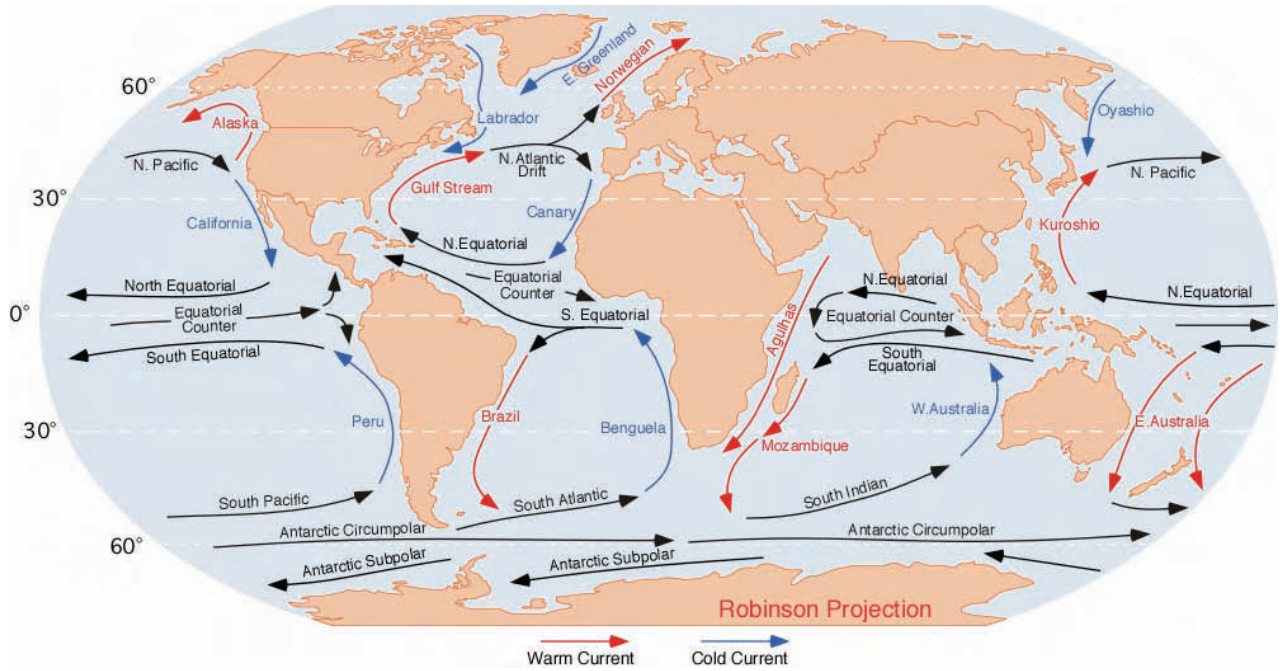 E. Greenland
Norwegian
60°
Alaska
Labrador
Oyashio
N. Pacific
N. Atlantic
Drift
N. Pacific
Gulf Stream
30°
California
Canary
Kuroshio
N.Equatorial
North Equatorial
Equatorial
Counter
N.Equatorial
N.Equatorial
0°
Equatorial
Counter
S. Equatorial
Agulhas
Equatorial Counter
South Equatorial
South
Equatorial
30°
Peru
Brazil
Benguela
Mozambique
W.Australia
E.Australia
South Pacific
South Atlantic
South Indian
Antarctic Circumpolar
Antarctic Circumpolar
60°
Antarctic Subpolar
Antarctic Subpolar
Robinson Projection
Warm Current
Cold Current